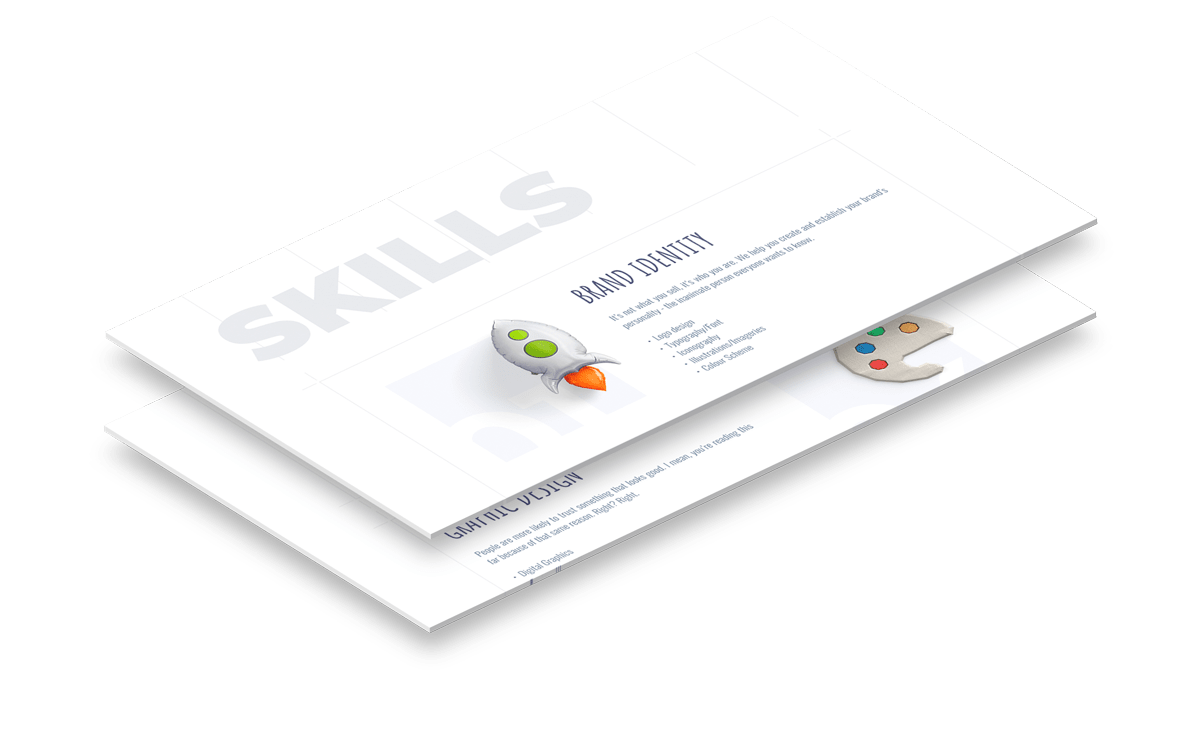 SKILLS
BRAND IDENTITY
It's not what you sell, it's who you are. We help you create and establish your brand's
personality - the inanimate person everyone wants to know.
• Logo design
• Typography/Font
• Iconography
• Illustrations/Imageries
• Colour Scheme
GRAPHIC DESIGN
People are more likely to trust something that looks good. I mean, you're reading this
far because of that same reason. Right? Right.
• Digital Graphics